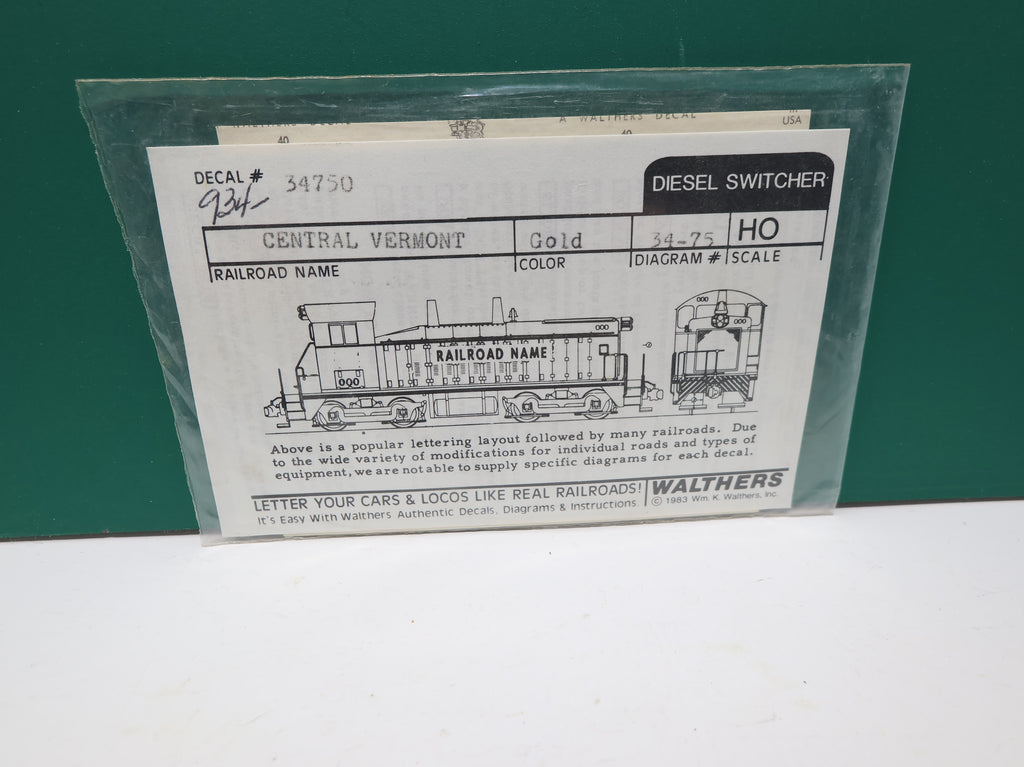 A WALTHERS DECAL
USA
40
40
DECAL # 34750
934-
DIESEL SWITCHER
CENTRAL VERMONT Gold 34-75 HO
RAILROAD NAME COLOR DIAGRAM # SCALE
000
000
000
RAILROAD NAME
000
Above is a popular lettering layout followed by many railroads. Due
to the wide variety of modifications for individual roads and types of
equipment, we are not able to supply specific diagrams for each decal.
LETTER YOUR CARS & LOCOS LIKE REAL RAILROADS!
It's Easy With Walthers Authentic Decals, Diagrams & Instructions.
WALTHERS
© 1983 Wm. K. Walthers, Inc.